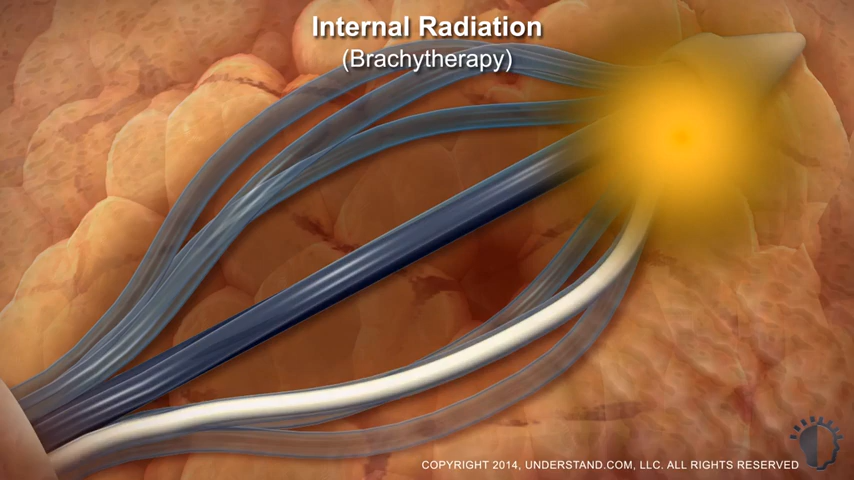 Internal Radiation
(Brachytherapy)
COPYRIGHT 2014, UNDERSTAND.COM, LLC. ALL RIGHTS RESERVED